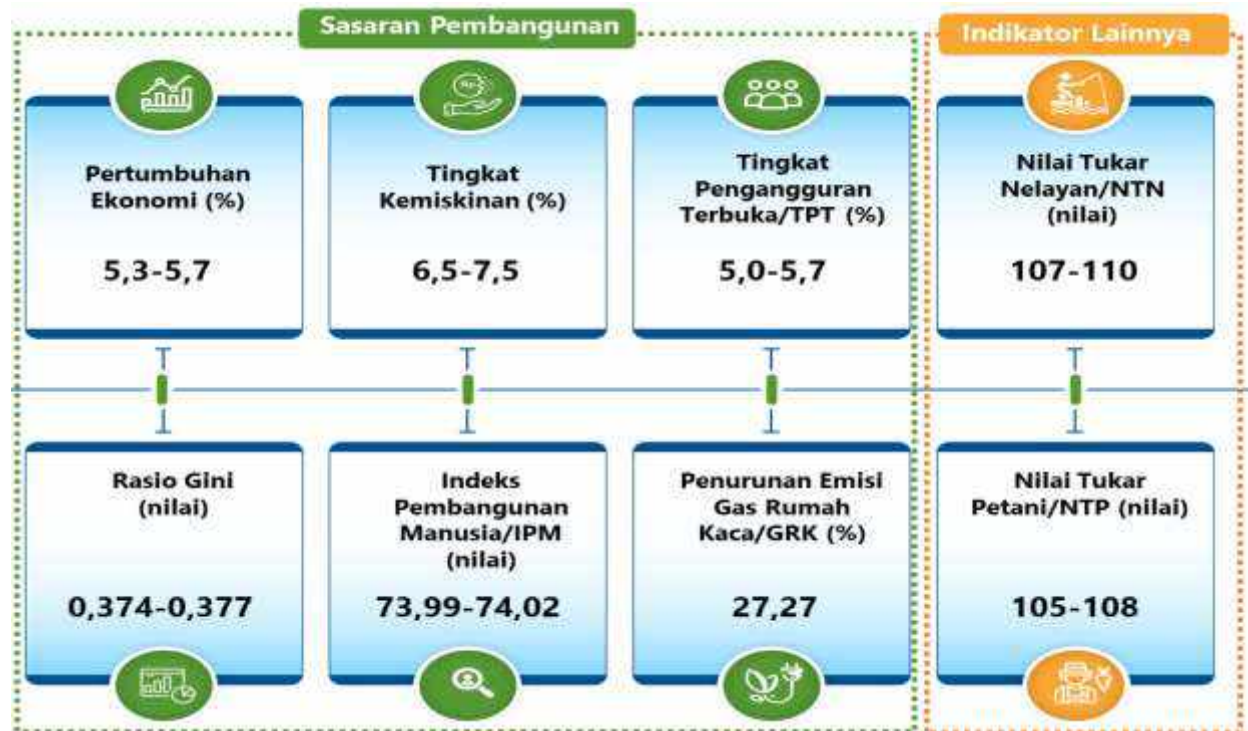 Sasaran Pembangunan
Indikator Lainnya
Pertumbuhan
Ekonomi (%)
5,3-5,7
Tingkat
Kemiskinan (%)
6,5-7,5
Tingkat
Pengangguran
Terbuka/TPT (%)
5,0-5,7
Nilai Tukar
Nelayan/NTN
(nilai)
107-110
Rasio Gini
(nilai)
0,374-0,377
Indeks
Pembangunan
Manusia/IPM
(nilai)
73,99-74,02
Penurunan Emisi
Gas Rumah
Kaca/GRK (%)
27,27
Nilai Tukar
Petani/NTP (nilai)
105-108